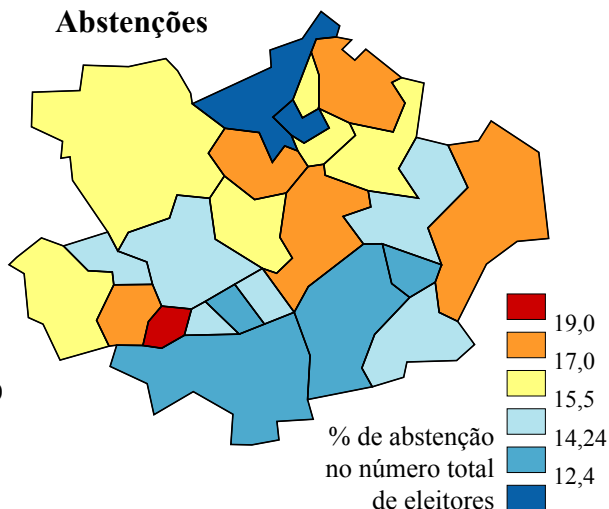 Abstenções
19,0
17,0
15,5
14,24
12,4
% de abstenção
no número total
de eleitores